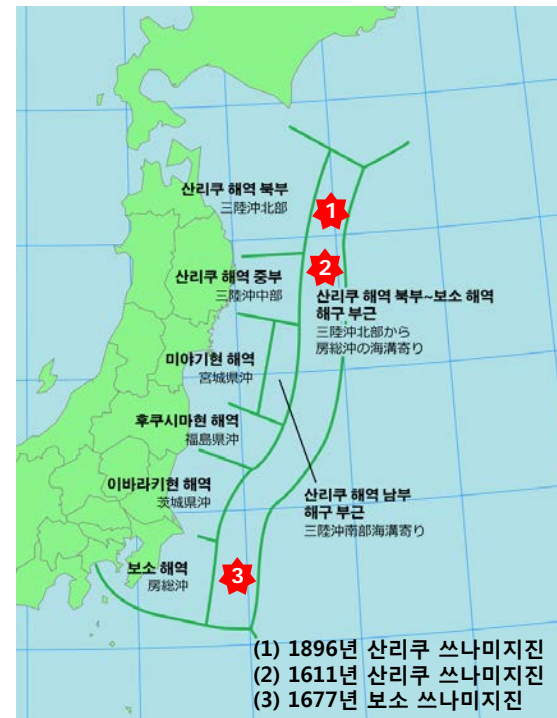 산리쿠 해역 북부
三陸沖北部
1
2
산리쿠 해역 중부
三陸沖中部
산리쿠 해역 북부~보소 해역
해구 부근
三陸沖北部から
房総沖の海溝寄り
미야기현 해역
宮城県沖
후쿠시마현 해역
福島県沖
이바라키현 해역
茨城県沖
산리쿠 해역 남부
해구 부근
三陸沖南部海溝寄り
보소 해역
房総沖
3
(1) 1896년 산리쿠 쓰나미지진
(2) 1611년 산리쿠 쓰나미지진
(3) 1677년 보소 쓰나미지진